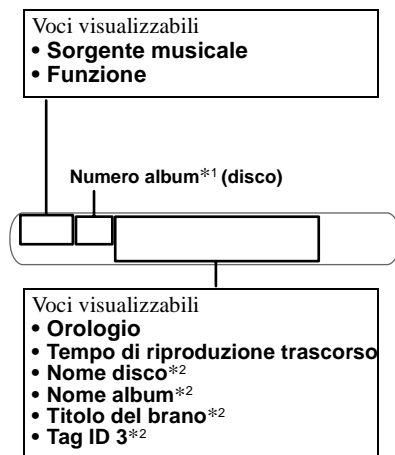 Voci visualizzabili
• Sorgente musicale
• Funzione
Numero album*1 (disco)
Voci visualizzabili
• Orologio
• Tempo di riproduzione trascorso
• Nome disco*2
• Nome album*2
• Titolo del brano*2
• Tag ID 3*2